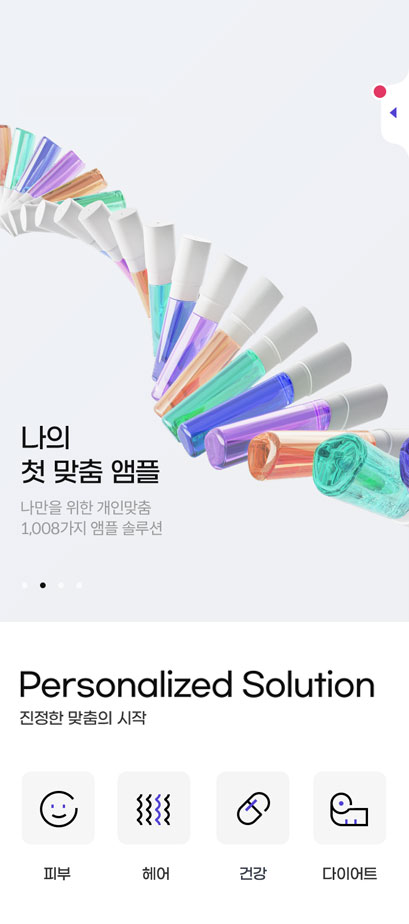 나의
첫 맞춤 앰플
나만을 위한 개인맞춤
1,008가지 앰플 솔루션
Personalized Solution
진정한 맞춤의 시작
피부
헤어
건강
다이어트